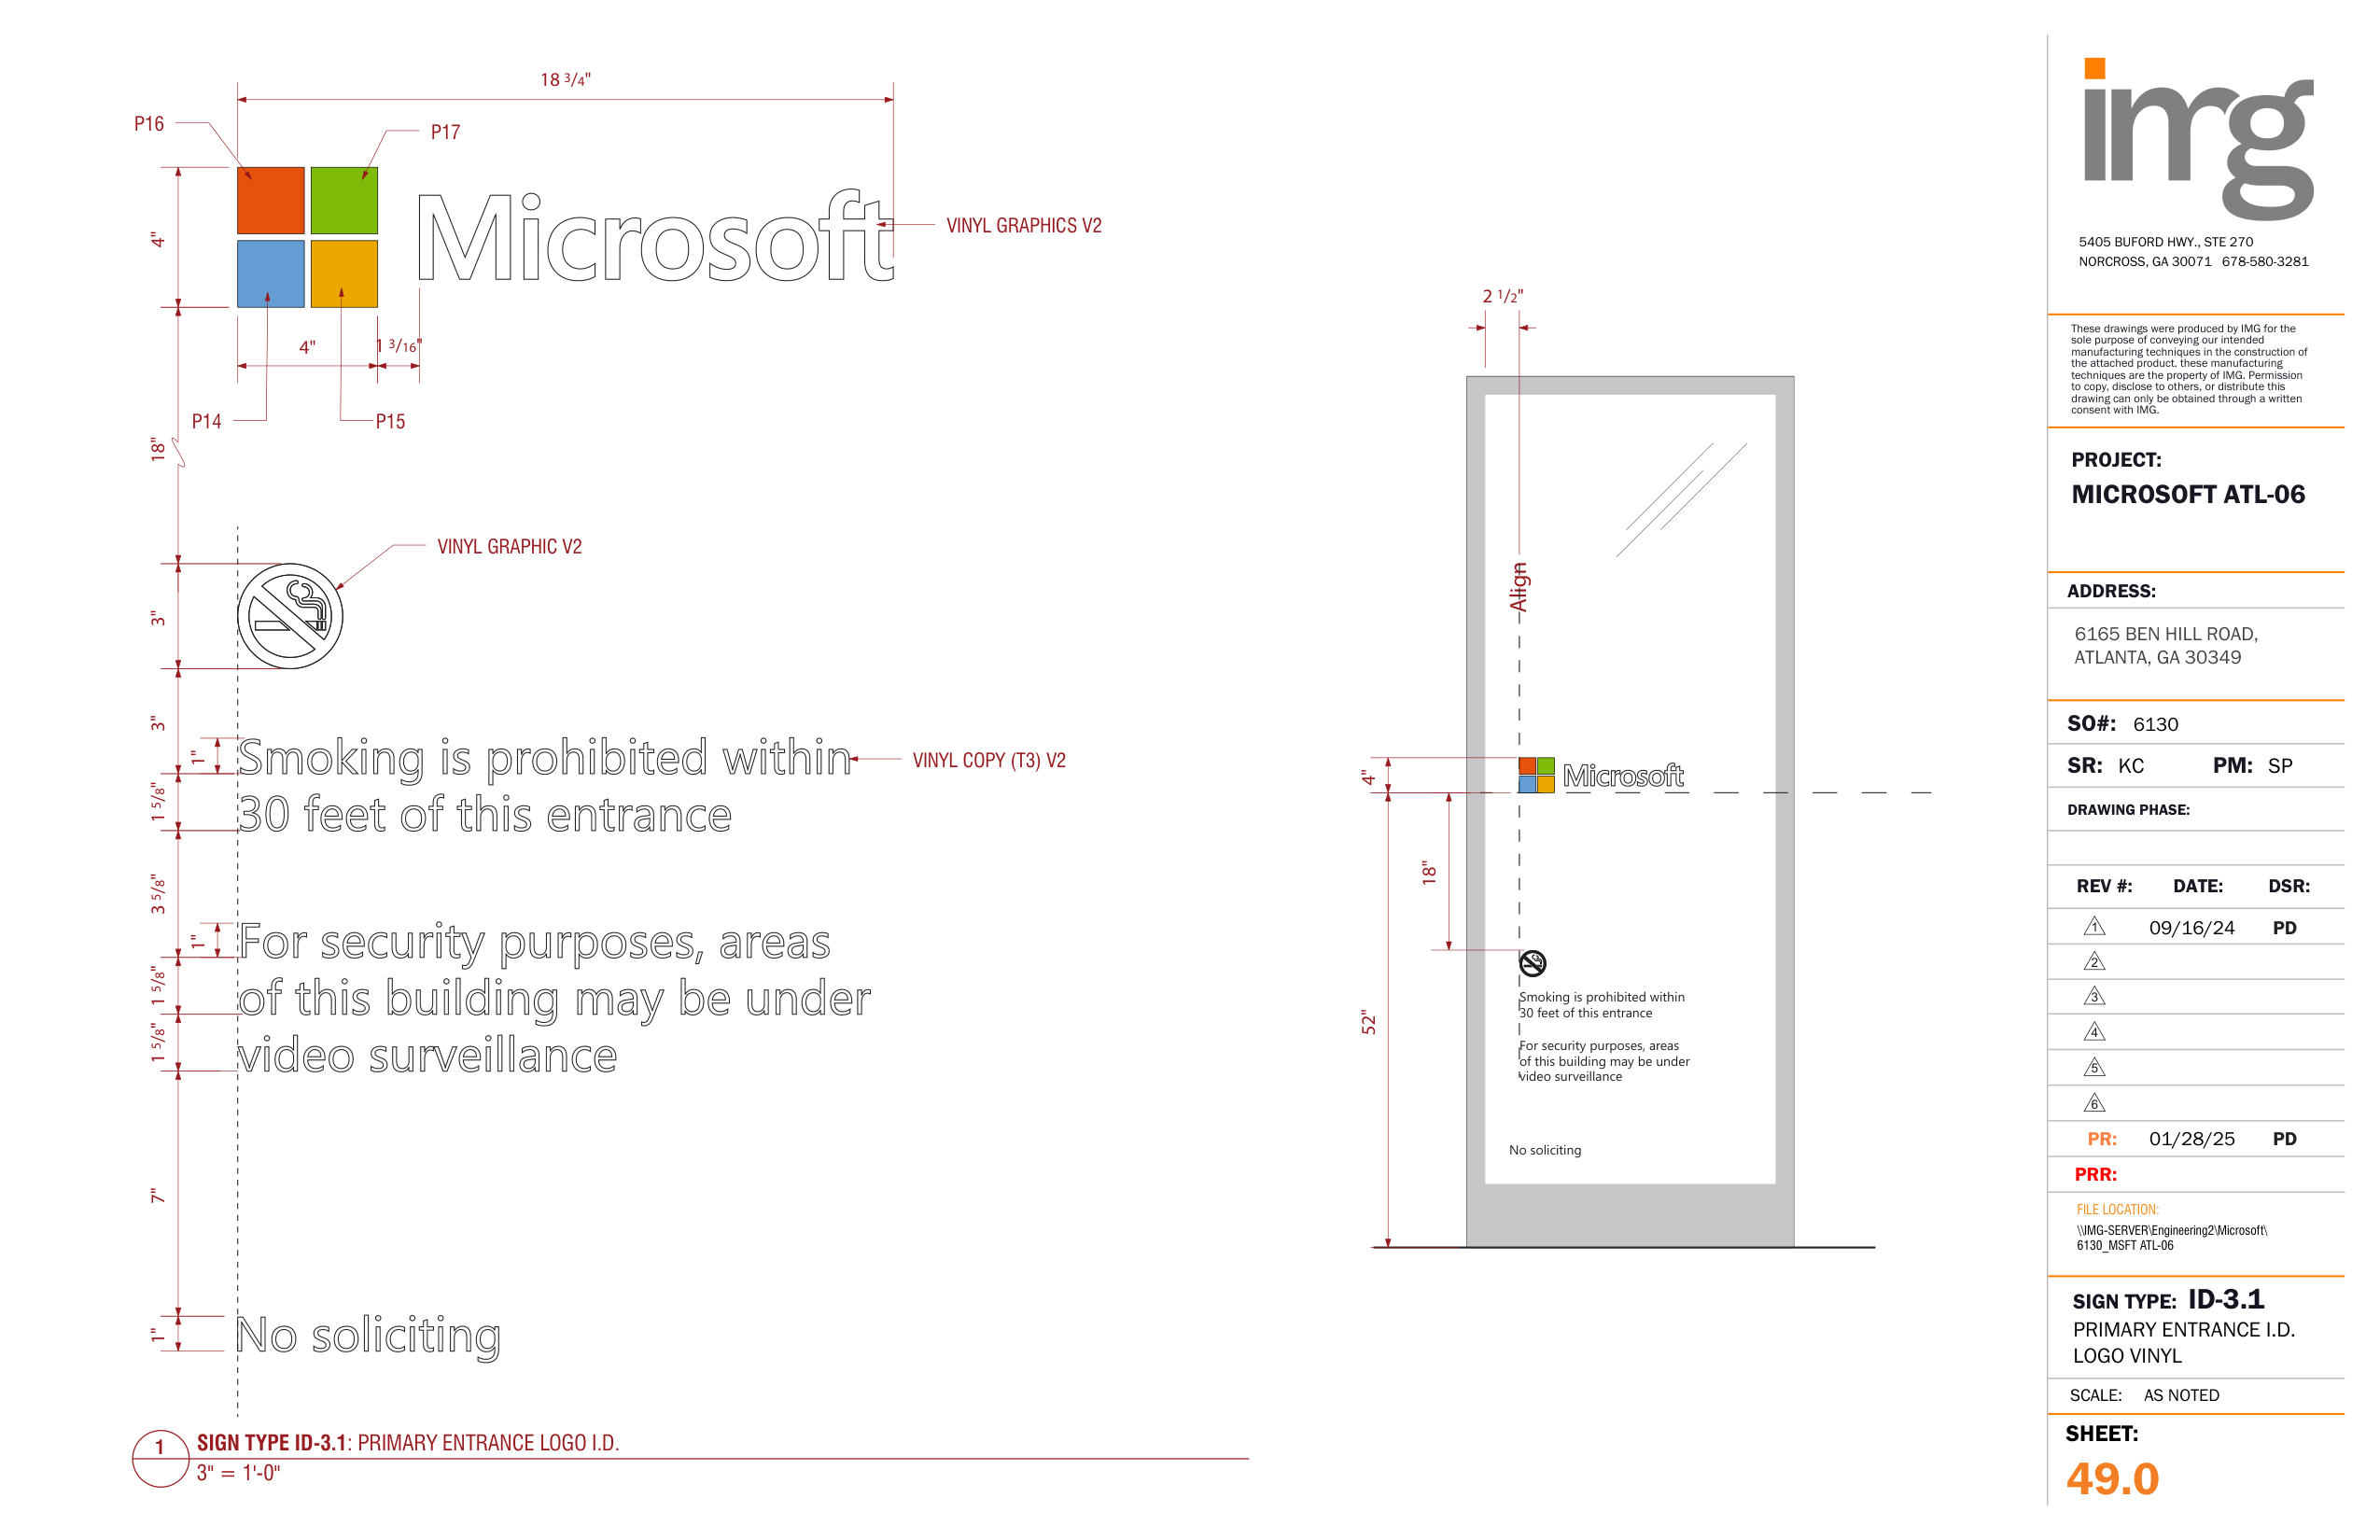 18 3/4"
P16
P17
4"
Microsoft
VINYL GRAPHICS V2
4"
1 3/16"
P14
P15
18"
VINYL GRAPHIC V2
3"
3"
1"
Smoking is prohibited within
VINYL COPY (T3) V2
1 5/8"
30 feet of this entrance
3 5/8"
1"
For security purposes, areas
1 5/8"
of this building may be under
1 5/8"
video surveillance
7"
1"
No soliciting
1
SIGN TYPE ID-3.1: PRIMARY ENTRANCE LOGO I.D.
3" = 1'-0"
2 1/2"
Align
4"
Microsoft
18"
52"
Smoking is prohibited within
30 feet of this entrance
For security purposes, areas
of this building may be under
video surveillance
No soliciting
img
5405 BUFORD HWY., STE 270
NORCROSS, GA 30071 678-580-3281
These drawings were produced by IMG for the
sole purpose of conveying our intended
manufacturing techniques in the construction of
the attached product. these manufacturing
techniques are the property of IMG. Permission
to copy, disclose to others, or distribute this
drawing can only be obtained through a written
consent with IMG.
PROJECT:
MICROSOFT ATL-06
ADDRESS:
6165 BEN HILL ROAD,
ATLANTA, GA 30349
SO#: 6130
SR: KC PM: SP
DRAWING PHASE:
REV #: DATE: DSR:
1 09/16/24 PD
2
3
4
5
6
PR: 01/28/25 PD
PRR:
FILE LOCATION:
\\IMG-SERVER\Engineering2\Microsoft\
6130_MSFT ATL-06
SIGN TYPE: ID-3.1
PRIMARY ENTRANCE I.D.
LOGO VINYL
SCALE: AS NOTED
SHEET:
49.0